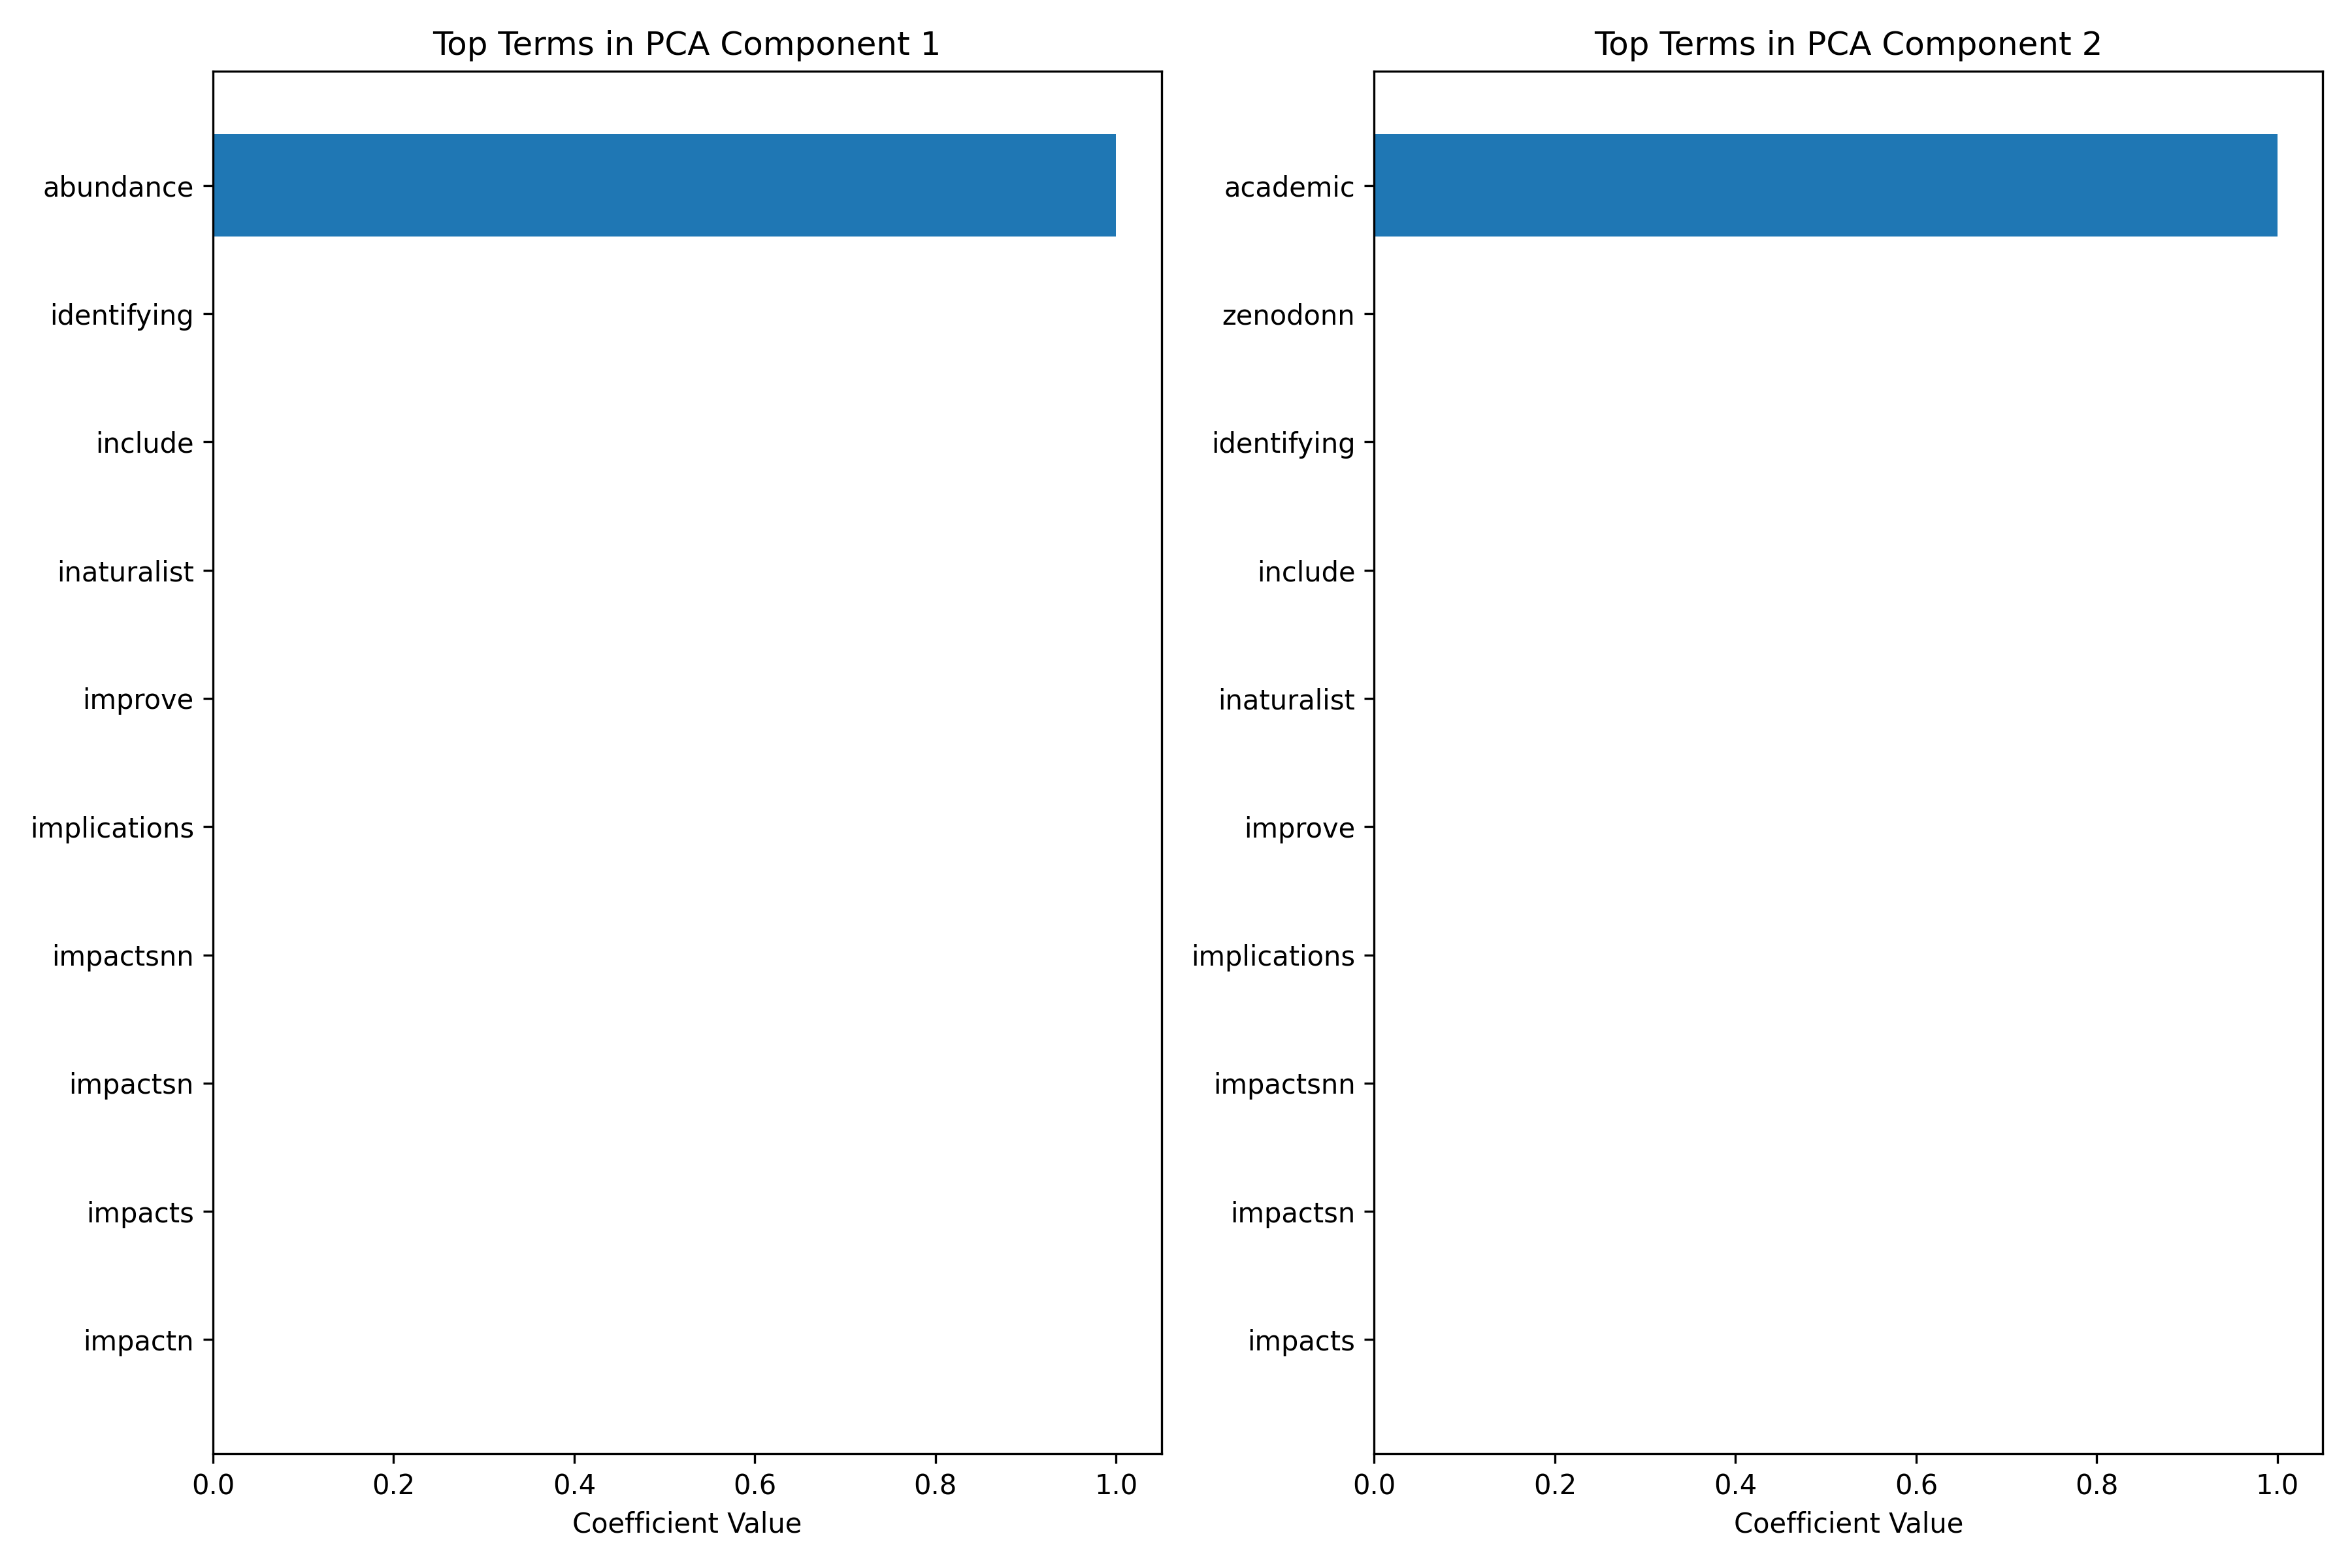 Top Terms in PCA Component 1
abundance
identifying
include
inaturalist
improve
implications
impactsnn
impactsn
impacts
impactn
0.0 0.2 0.4 0.6 0.8 1.0
Coefficient Value
Top Terms in PCA Component 2
academic
zenodonn
identifying
include
inaturalist
improve
implications
impactsnn
impactsn
impacts
0.0 0.2 0.4 0.6 0.8 1.0
Coefficient Value